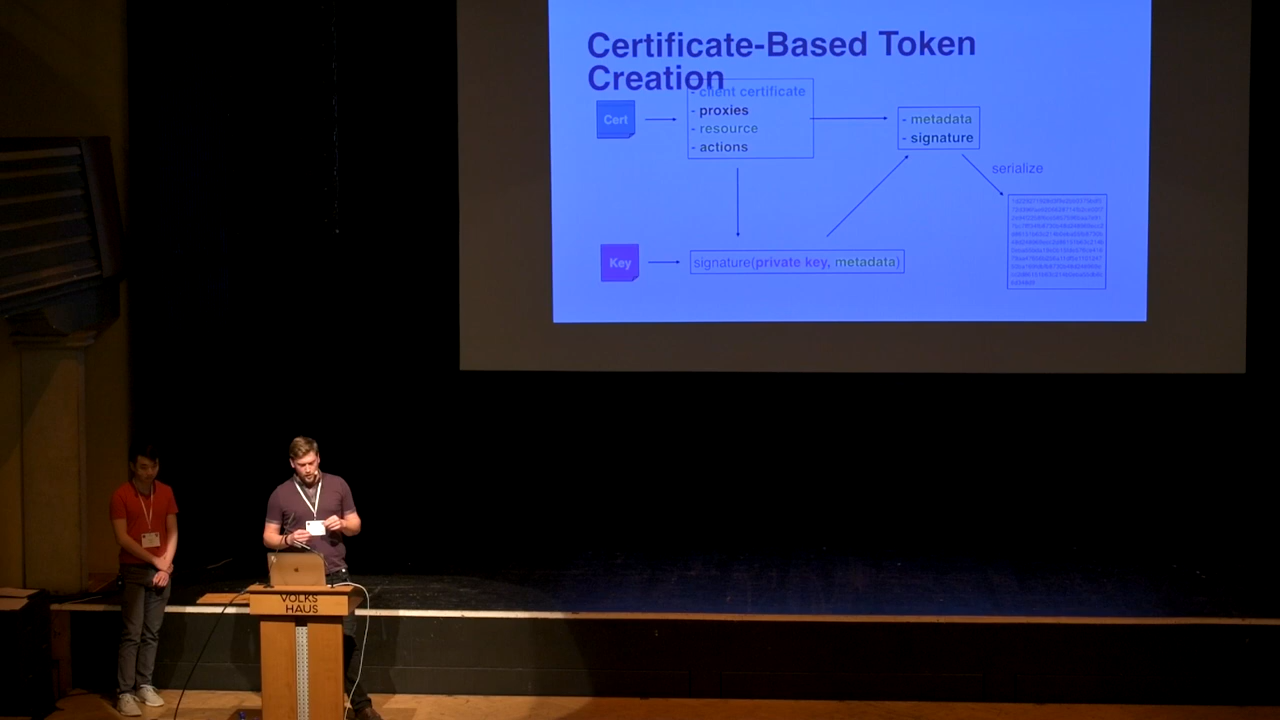 Certificate-Based Token
Creation
- client certificate
- proxies
- resource
- actions
Cert
- metadata
- signature
serialize
Key
signature(private key, metadata)
VOLKS
HAUS